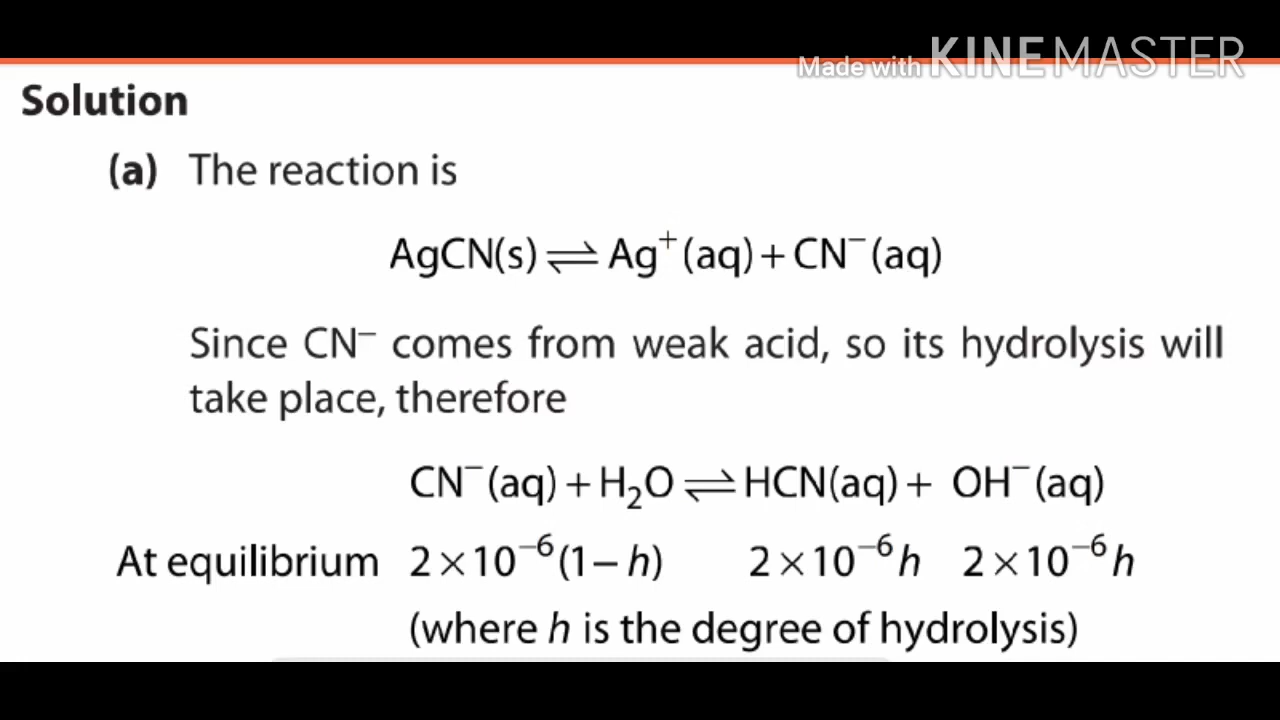 Made with KINEMASTER
Solution
(a) The reaction is
AgCN(s) ⇌ Ag⁺(aq) + CN⁻(aq)
Since CN⁻ comes from weak acid, so its hydrolysis will
take place, therefore
CN⁻(aq) + H₂O ⇌ HCN(aq) + OH⁻(aq)
At equilibrium 2×10⁻⁶(1−h) 2×10⁻⁶h 2×10⁻⁶h
(where h is the degree of hydrolysis)